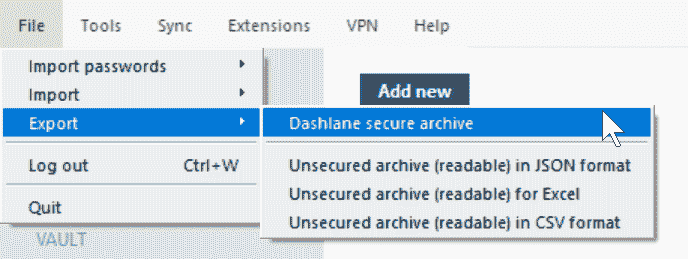 File Tools Sync Extensions VPN Help
Import passwords
Import
Add new
Export
Dashlane secure archive
Log out Ctrl+W
Unsecured archive (readable) in JSON format
Unsecured archive (readable) for Excel
Quit
Unsecured archive (readable) in CSV format
VAULT